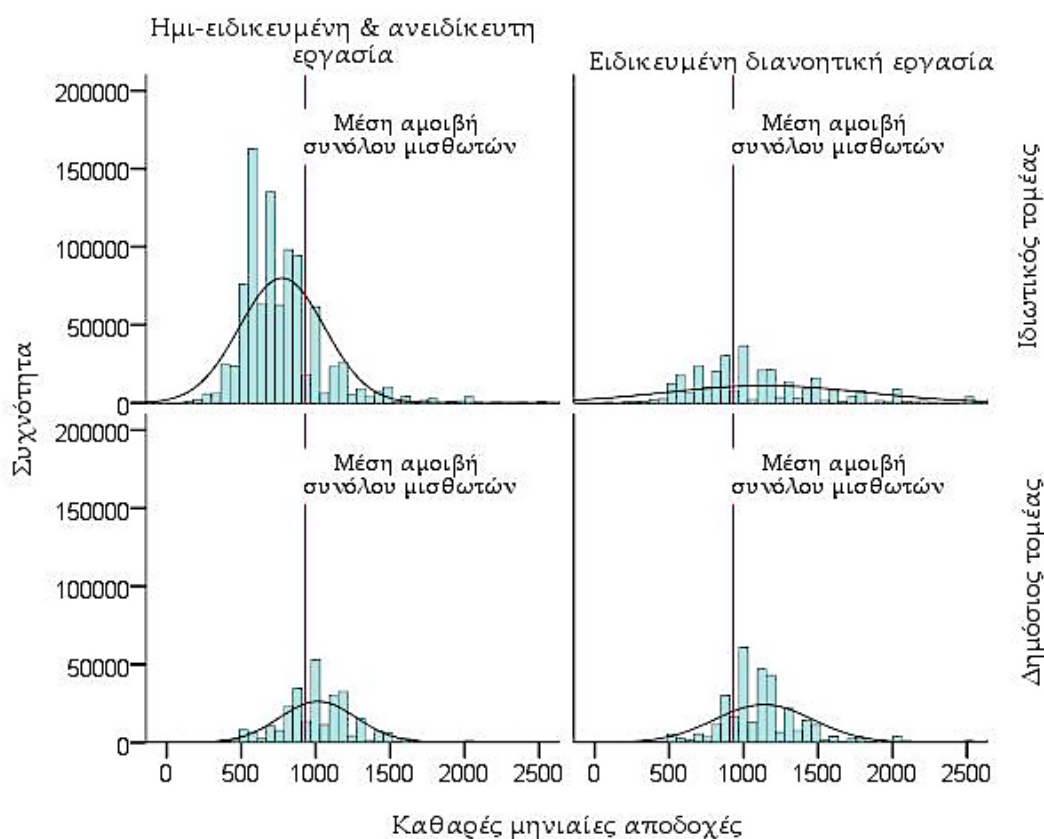 Ημι-ειδικευμένη & ανειδίκευτη
εργασία
Ειδικευμένη διανοητική εργασία
200000
150000
100000
50000
0
Μέση αμοιβή
συνόλου μισθωτών
Μέση αμοιβή
συνόλου μισθωτών
Ιδιωτικός τομέας
Συχνότητα
200000
150000
100000
50000
0
Μέση αμοιβή
συνόλου μισθωτών
Μέση αμοιβή
συνόλου μισθωτών
Δημόσιος τομέας
0 500 1000 1500 2000 2500
0 500 1000 1500 2000 2500
Καθαρές μηνιαίες αποδοχές